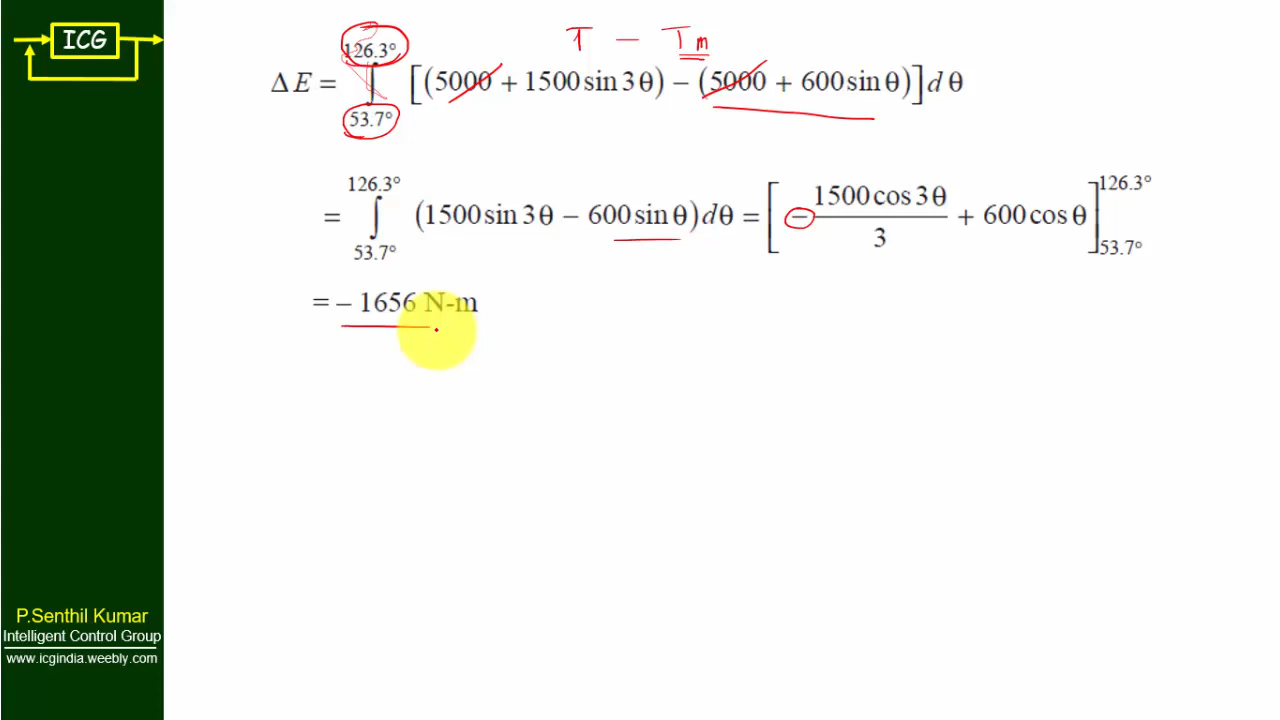 ICG
T – Tm
ΔE = ∫_{53.7°}^{126.3°} [(5000 + 1500 sin 3θ) – (5000 + 600 sin θ)] d θ
= ∫_{53.7°}^{126.3°} (1500 sin 3θ – 600 sin θ) dθ = [– 1500 cos 3θ / 3 + 600 cos θ]_{53.7°}^{126.3°}
= – 1656 N-m
P.Senthil Kumar
Intelligent Control Group
www.icgindia.weebly.com